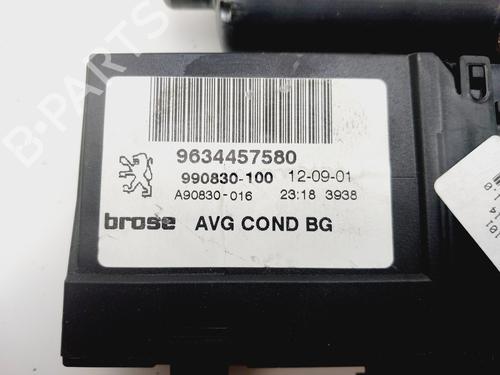 B-PARTS
9634457580
990830-100 12-09-01
A90830-016 23:18 3938
brose AVG COND BG